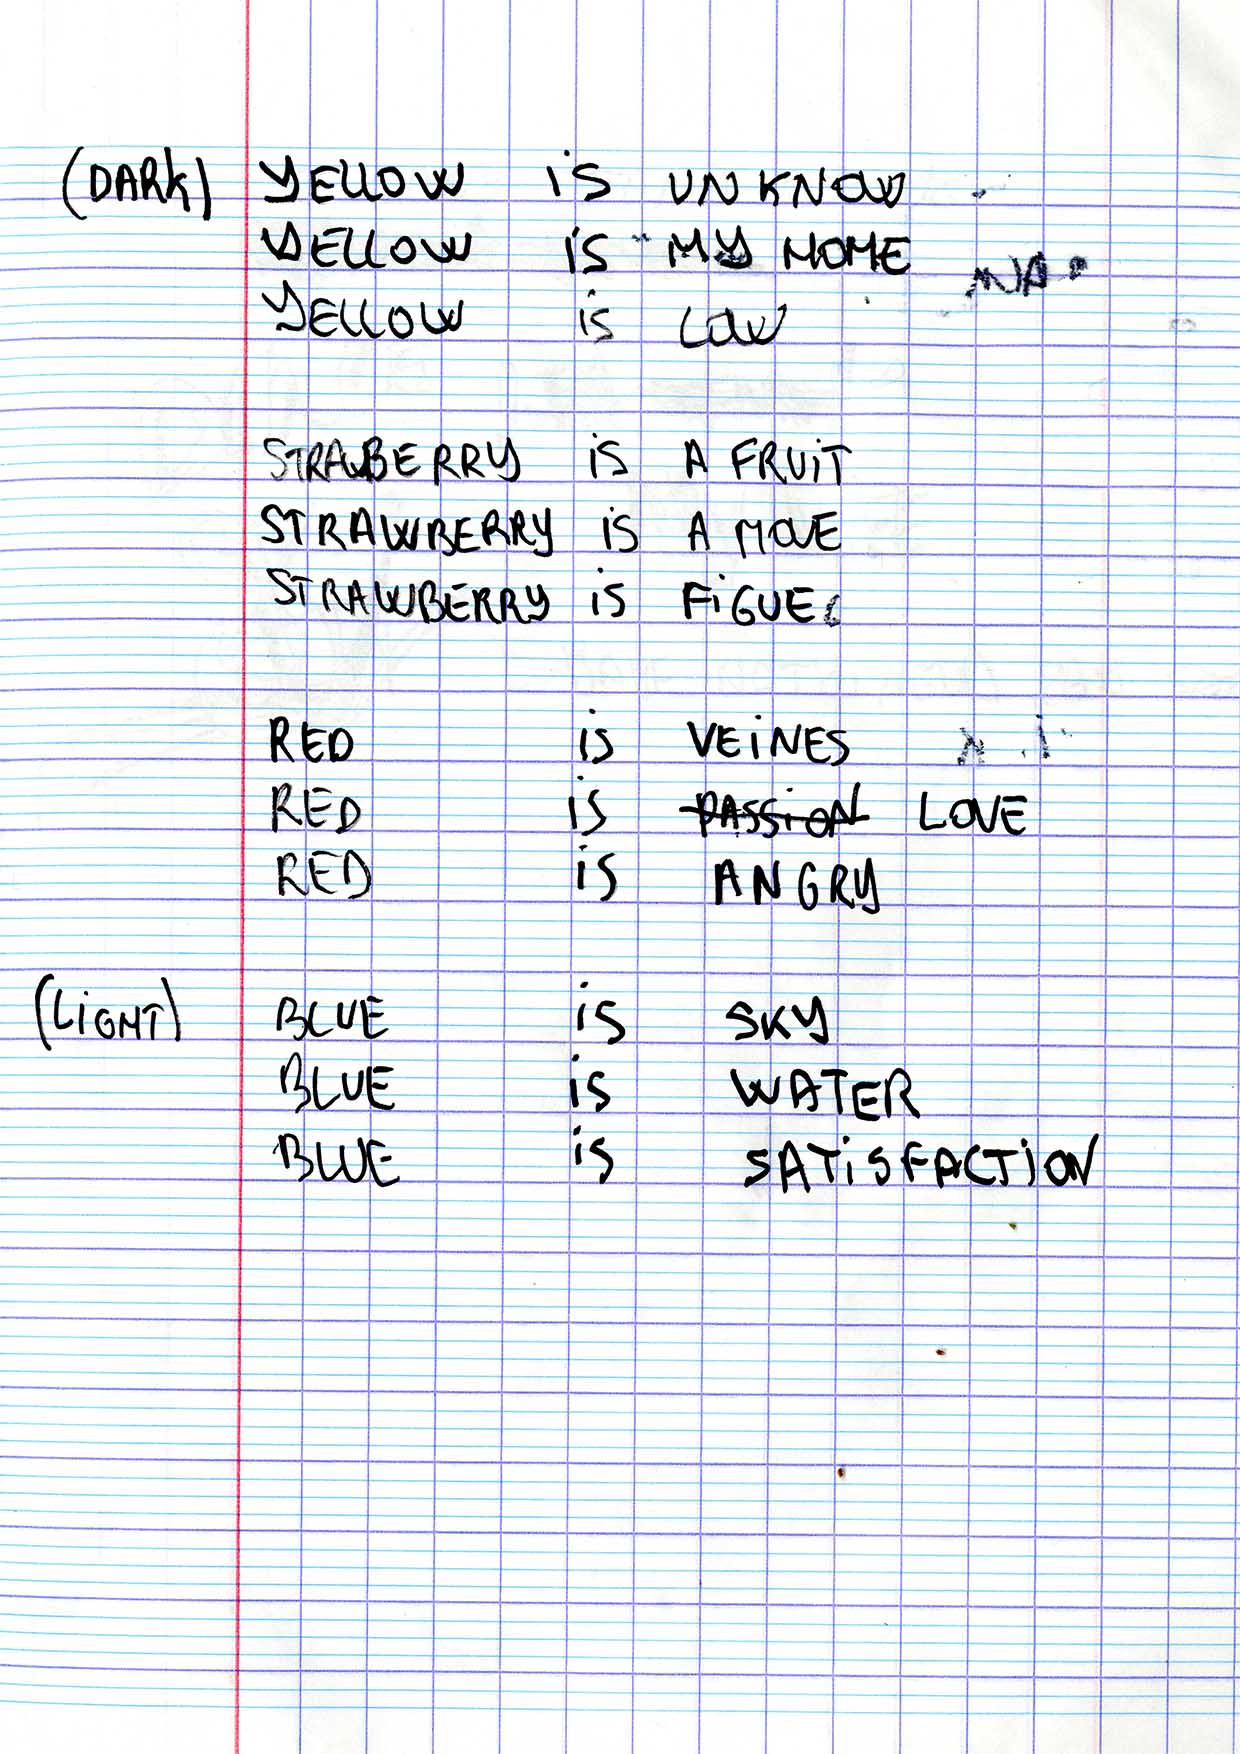 (DARK) YELLOW is UNKNOW
YELLOW is MY HOME
YELLOW is LOW
STRAWBERRY is A FRUiT
STRAWBERRY is A MOVE
STRAWBERRY is FiGUE
RED is VEiNES
RED is PASSiON LOVE
RED is ANGRY
(LiGHT) BLUE is SKY
BLUE is WATER
BLUE is SATiSFACTiON